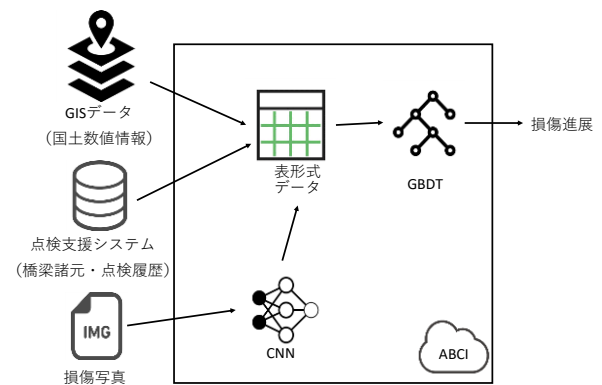 GISデータ
（国土数値情報）
点検支援システム
（橋梁諸元・点検履歴）
IMG
損傷写真
表形式
データ
CNN
GBDT
損傷進展
ABCI